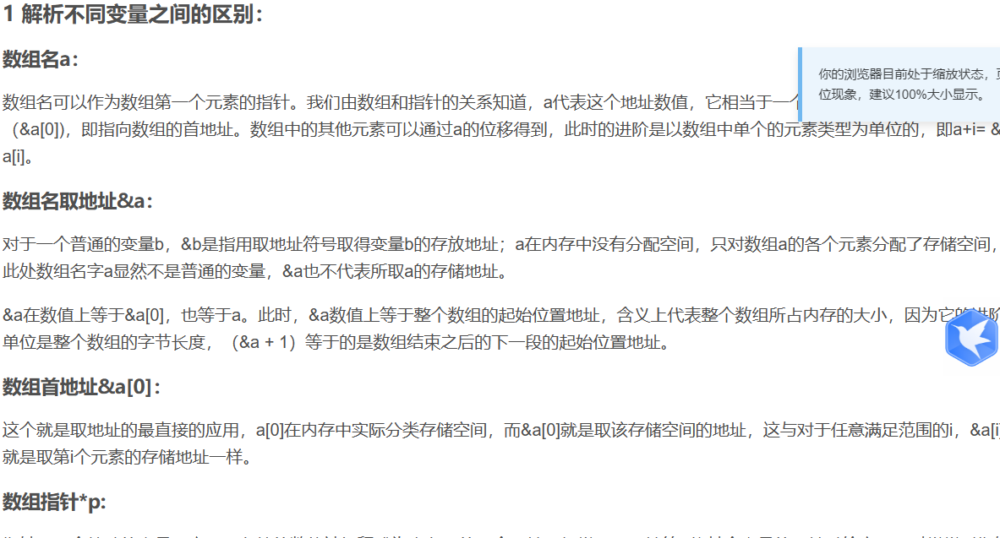 1 解析不同变量之间的区别：
数组名a：
你的浏览器目前处于缩放状态，
位现象，建议100%大小显示。
数组名可以作为数组第一个元素的指针。我们由数组和指针的关系知道，a代表这个地址数值，它相当于一个
（&a[0])，即指向数组的首地址。数组中的其他元素可以通过a的位移得到，此时的进阶是以数组中单个的元素类型为单位的，即a+i= &
a[i]。
数组名取地址&a：
对于一个普通的变量b，&b是指用取地址符号取得变量b的存放地址；a在内存中没有分配空间，只对数组a的各个元素分配了存储空间，
此处数组名字a显然不是普通的变量，&a也不代表所取a的存储地址。
&a在数值上等于&a[0]，也等于a。此时，&a数值上等于整个数组的起始位置地址，含义上代表整个数组所占内存的大小，因为它的进阶
单位是整个数组的字节长度，（&a + 1）等于的是数组结束之后的下一段的起始位置地址。
数组首地址&a[0]：
这个就是取地址的最直接的应用，a[0]在内存中实际分类存储空间，而&a[0]就是取该存储空间的地址，这与对于任意满足范围的i，&a[i]
就是取第i个元素的存储地址一样。
数组指针*p: